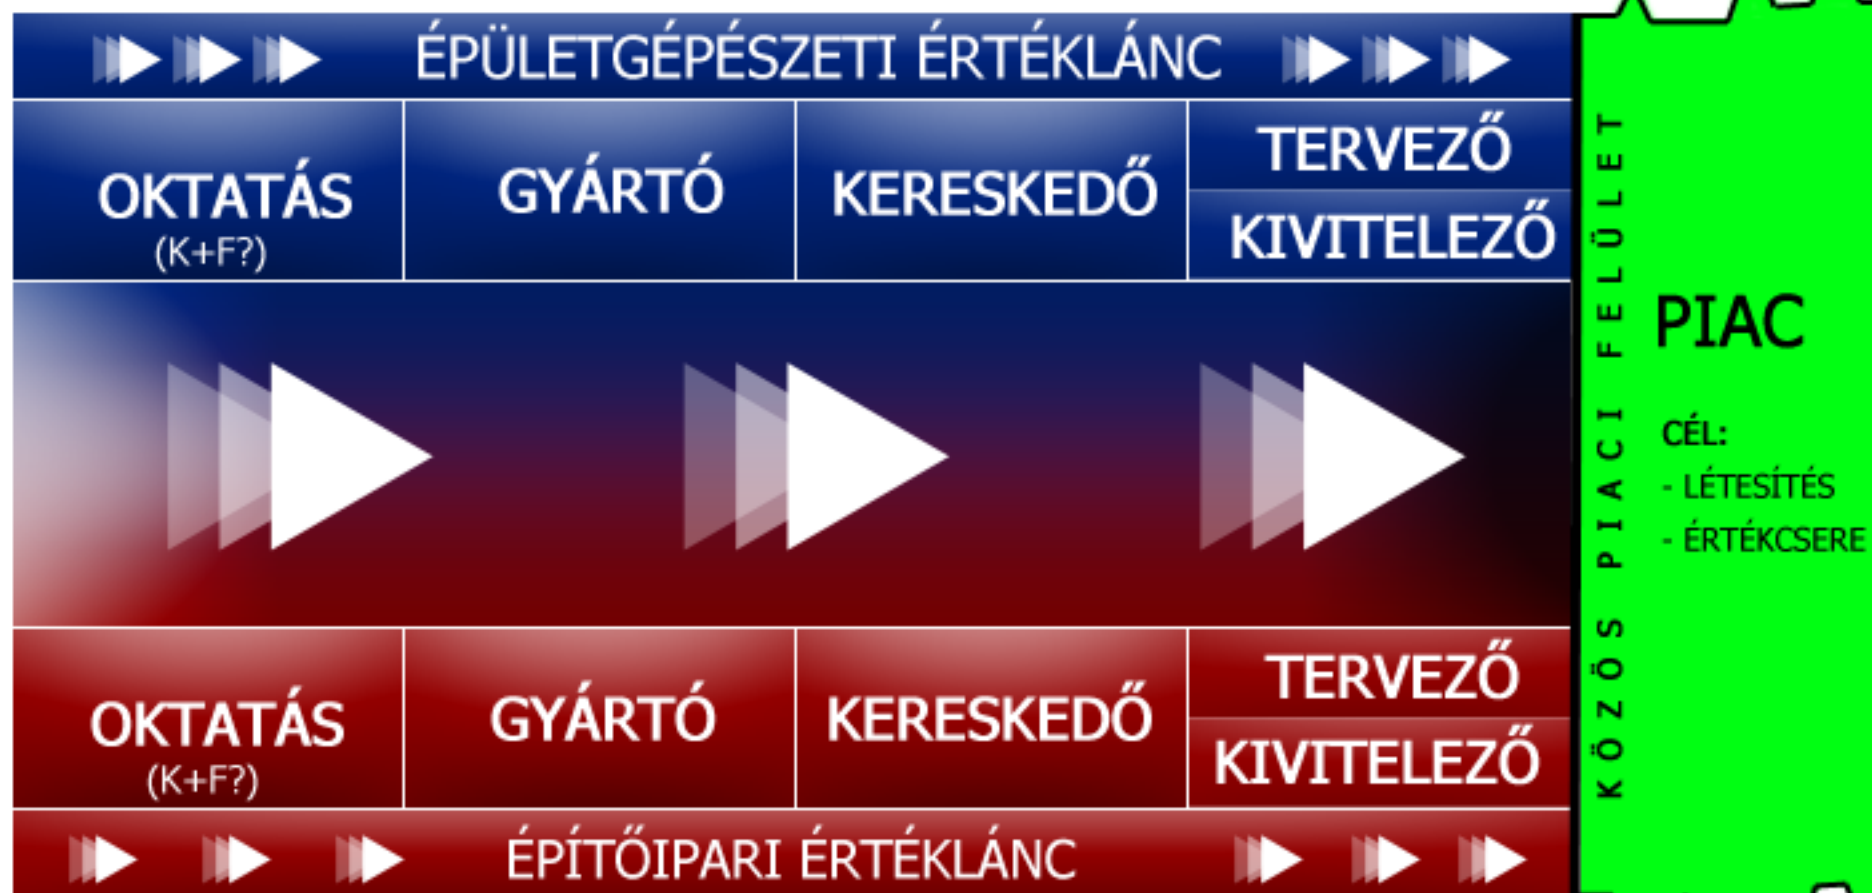 ÉPÜLETGÉPÉSZETI ÉRTÉKLÁNC
OKTATÁS
(K+F?)
GYÁRTÓ
KERESKEDŐ
TERVEZŐ
KIVITELEZŐ
OKTATÁS
(K+F?)
GYÁRTÓ
KERESKEDŐ
TERVEZŐ
KIVITELEZŐ
ÉPÍTŐIPARI ÉRTÉKLÁNC
KÖZÖS PIACI FELÜLET
PIAC
CÉL:
- LÉTESÍTÉS
- ÉRTÉKCSERE